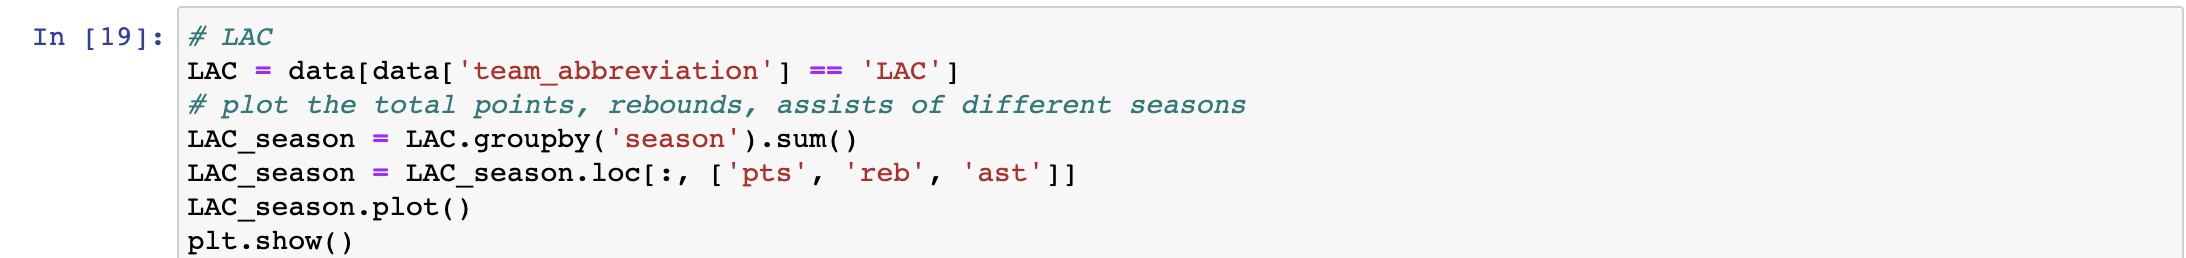 In [19]: # LAC
LAC = data[data['team_abbreviation'] == 'LAC']
# plot the total points, rebounds, assists of different seasons
LAC_season = LAC.groupby('season').sum()
LAC_season = LAC_season.loc[:, ['pts', 'reb', 'ast']]
LAC_season.plot()
plt.show()